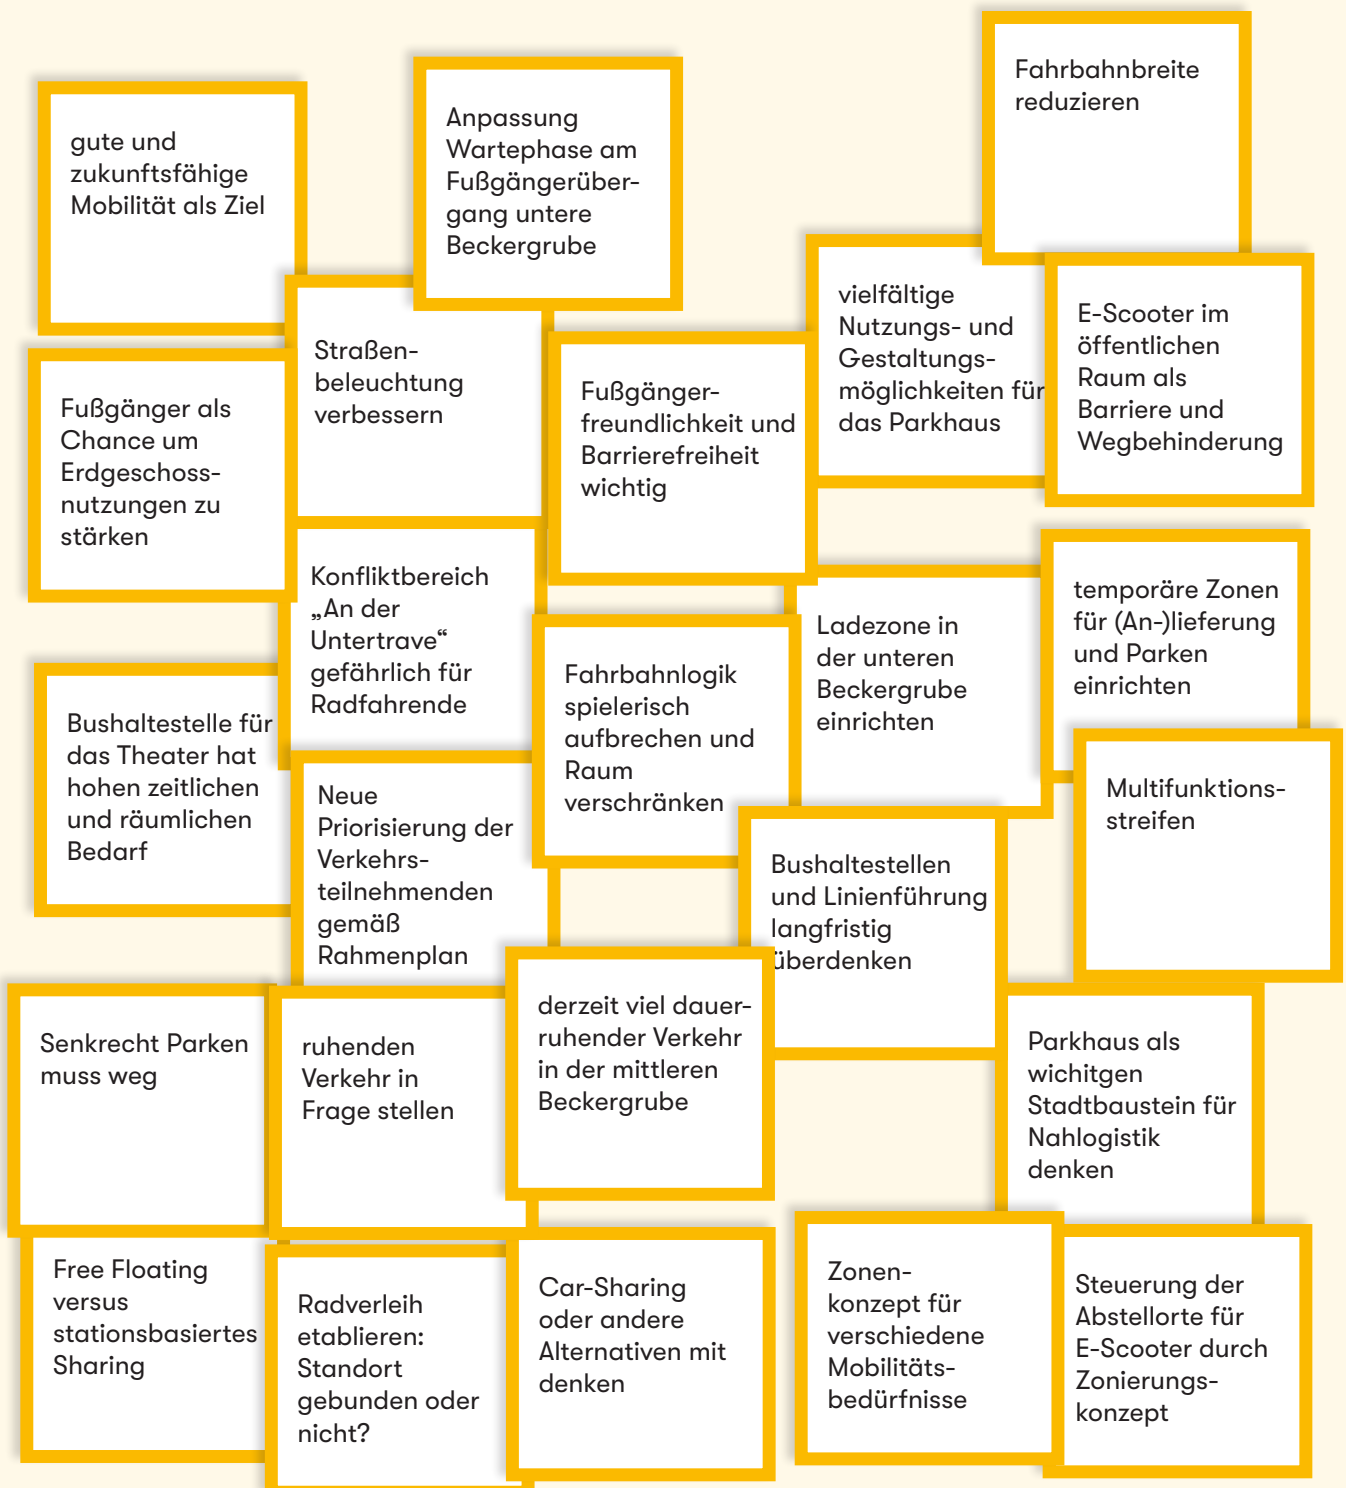 Fahrbahnbreite
reduzieren
Anpassung
Wartephase am
Fußgängerüber-
gang untere
Beckergrube
gute und
zukunftsfähige
Mobilität als Ziel
vielfältige
Nutzungs- und
Gestaltungs-
möglichkeiten für
das Parkhaus
E-Scooter im
öffentlichen
Raum als
Barriere und
Wegbehinderung
Straßen-
beleuchtung
verbessern
Fußgänger-
freundlichkeit und
Barrierefreiheit
wichtig
Fußgänger als
Chance um
Erdgeschoss-
nutzungen zu
stärken
Konfliktbereich
„An der
Untertrave“
gefährlich für
Radfahrende
temporäre Zonen
für (An-)lieferung
und Parken
einrichten
Ladezone in
der unteren
Beckergrube
einrichten
Fahrbahnlogik
spielerisch
aufbrechen und
Raum
verschränken
Bushaltestelle für
das Theater hat
hohen zeitlichen
und räumlichen
Bedarf
Neue
Priorisierung der
Verkehrs-
teilnehmenden
gemäß
Rahmenplan
Multifunktions-
streifen
Bushaltestellen
und Linienführung
langfristig
überdenken
Senkrecht Parken
muss weg
ruhenden
Verkehr in
Frage stellen
derzeit viel dauer-
ruhender Verkehr
in der mittleren
Beckergrube
Parkhaus als
wichitgen
Stadtbaustein für
Nahlogistik
denken
Free Floating
versus
stationsbasiertes
Sharing
Radverleih
etablieren:
Standort
gebunden oder
nicht?
Car-Sharing
oder andere
Alternativen mit
denken
Zonen-
konzept für
verschiedene
Mobilitäts-
bedürfnisse
Steuerung der
Abstellorte für
E-Scooter durch
Zonierungs-
konzept